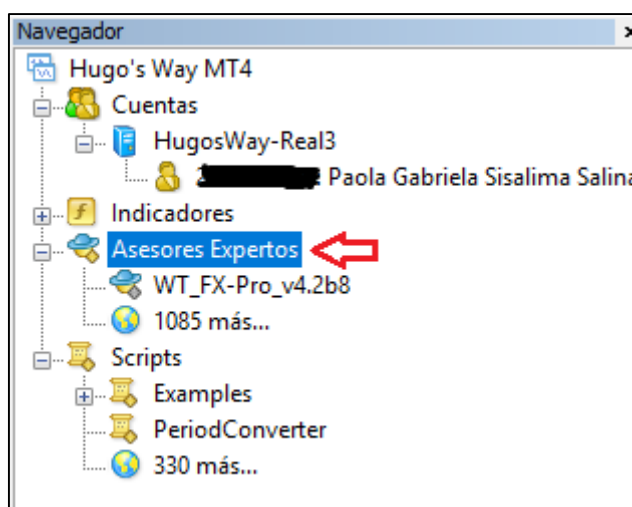 Navegador
Hugo's Way MT4
Cuentas
HugosWay-Real3
Paola Gabriela Sisalima Salina
Indicadores
Asesores Expertos
WT_FX-Pro_v4.2b8
1085 más...
Scripts
Examples
PeriodConverter
330 más...